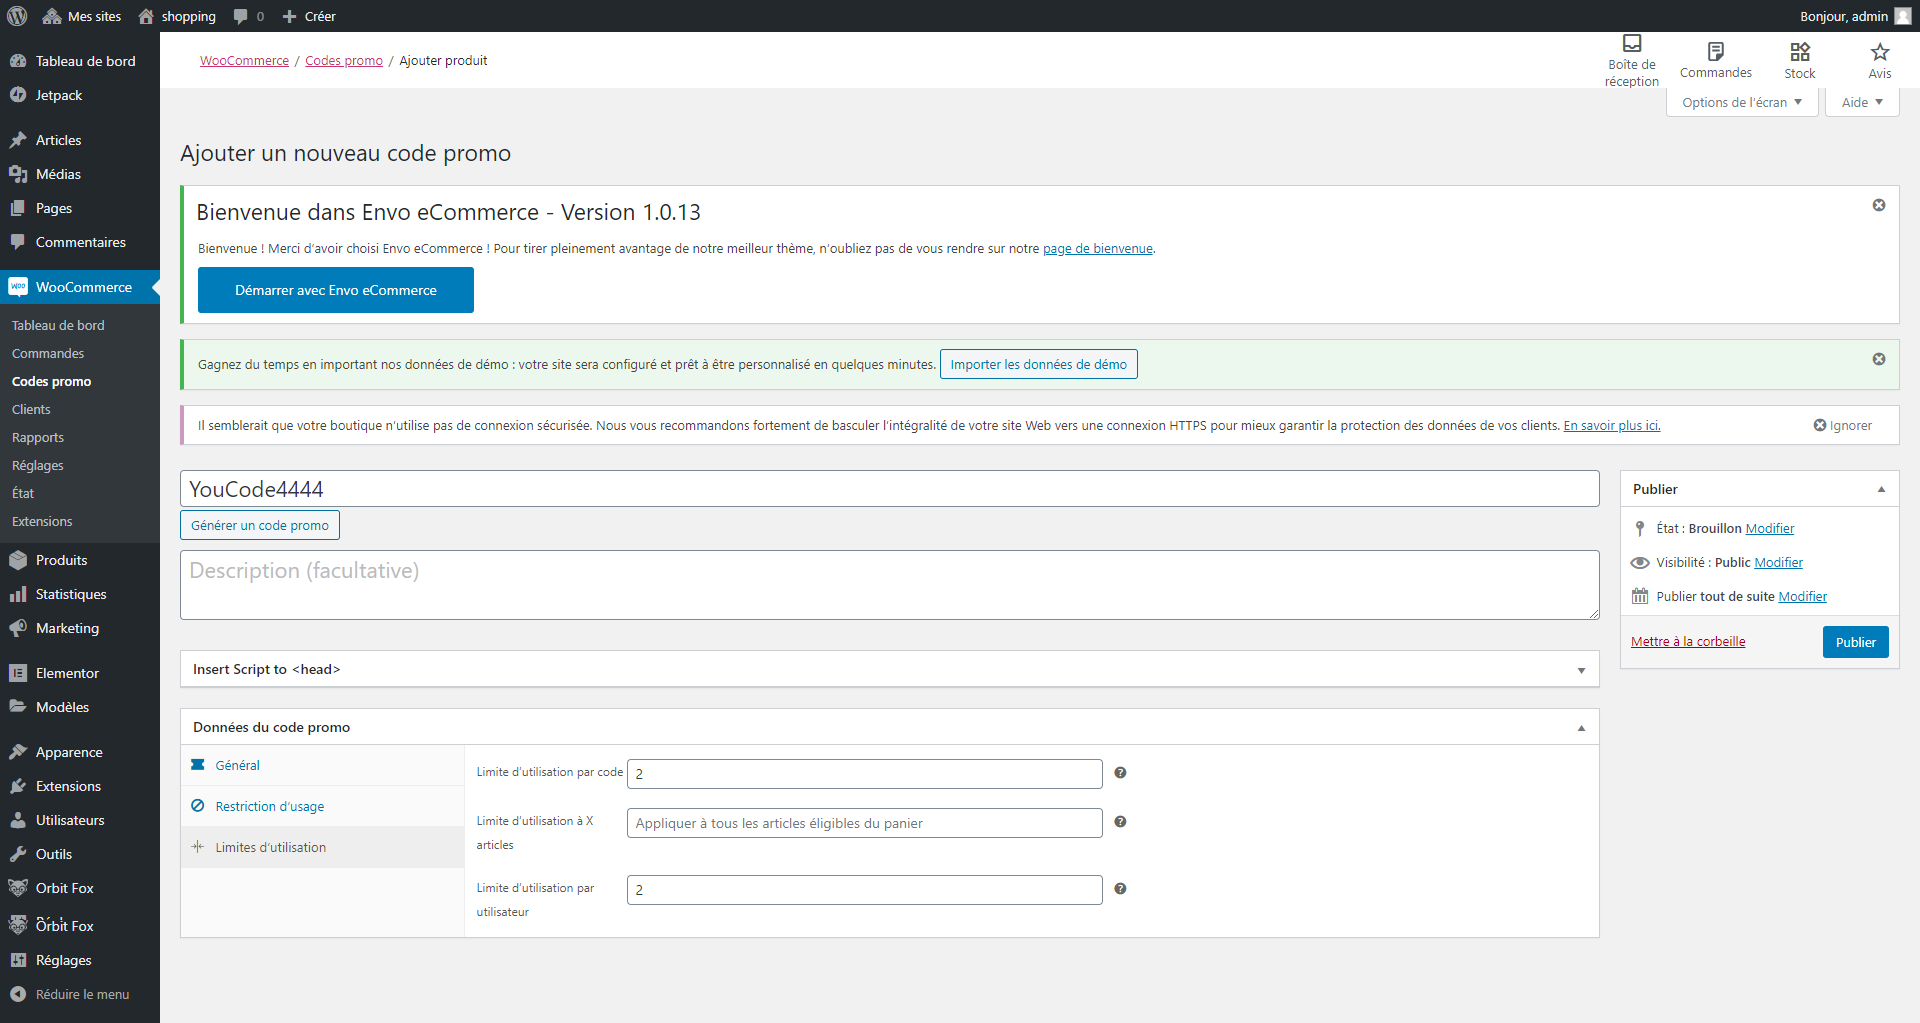 Mes sites
shopping
0
Créer
Bonjour, admin
Tableau de bord
Jetpack
Articles
Médias
Pages
Commentaires
WooCommerce
Tableau de bord
Commandes
Codes promo
Clients
Rapports
Réglages
État
Extensions
Produits
Statistiques
Marketing
Elementor
Modèles
Apparence
Extensions
Utilisateurs
Outils
Orbit Fox
Orbit Fox
Réglages
Réduire le menu
WooCommerce / Codes promo / Ajouter produit
Boîte de
réception
Commandes
Stock
Avis
Options de l'écran
Aide
Ajouter un nouveau code promo
Bienvenue dans Envo eCommerce - Version 1.0.13
Bienvenue ! Merci d'avoir choisi Envo eCommerce ! Pour tirer pleinement avantage de notre meilleur thème, n'oubliez pas de vous rendre sur notre page de bienvenue.
Démarrer avec Envo eCommerce
Gagnez du temps en important nos données de démo : votre site sera configuré et prêt à être personnalisé en quelques minutes. Importer les données de démo
Il semblerait que votre boutique n'utilise pas de connexion sécurisée. Nous vous recommandons fortement de basculer l'intégralité de votre site Web vers une connexion HTTPS pour mieux garantir la protection des données de vos clients. En savoir plus ici.
Ignorer
YouCode4444
Générer un code promo
Description (facultative)
Insert Script to <head>
Données du code promo
Général
Restriction d'usage
Limites d'utilisation
Limite d'utilisation par code
2
Limite d'utilisation à X
articles
Appliquer à tous les articles éligibles du panier
Limite d'utilisation par
utilisateur
2
Publier
État : Brouillon Modifier
Visibilité : Public Modifier
Publier tout de suite Modifier
Mettre à la corbeille
Publier